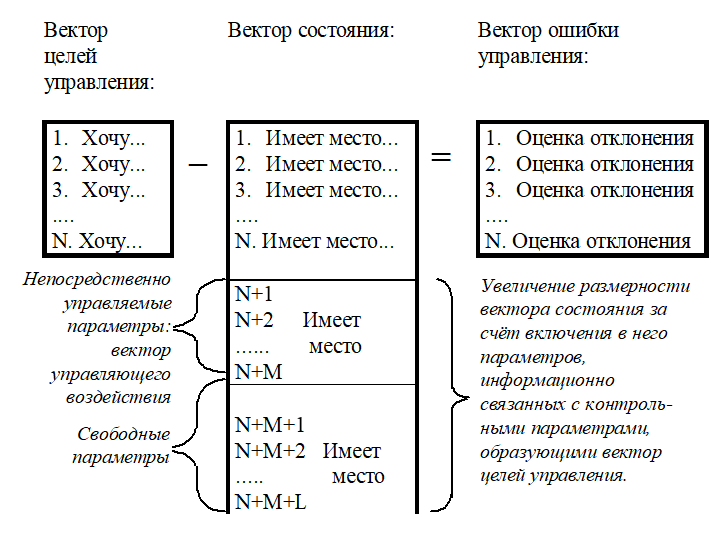 Вектор
целей
управления:
Вектор состояния:
Вектор ошибки
управления:
1. Хочу...
2. Хочу...
3. Хочу...
....
N. Хочу...
–
1. Имеет место...
2. Имеет место...
3. Имеет место...
....
N. Имеет место...
=
1. Оценка отклонения
2. Оценка отклонения
3. Оценка отклонения
....
N. Оценка отклонения
Непосредственно
управляемые
параметры:
вектор
управляющего
воздействия
N+1
N+2 Имеет
...... место
N+M
Свободные
параметры
N+M+1
N+M+2 Имеет
..... место
N+M+L
Увеличение размерности
вектора состояния за
счёт включения в него
параметров,
информационно
связанных с контроль-
ными параметрами,
образующими вектор
целей управления.